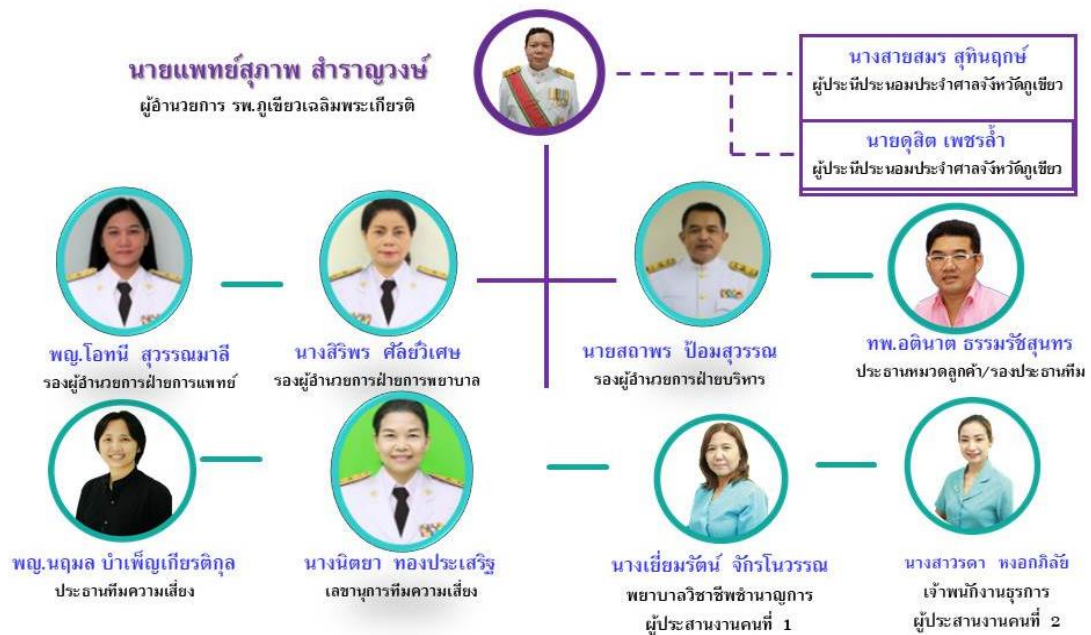 นายแพทย์สุภาพ สำราญวงษ์
ผู้อำนวยการ รพ.ภูเขียวเฉลิมพระเกียรติ
นางสายสมร สุทินฤกษ์
ผู้ประนีประนอมประจำศาลจังหวัดภูเขียว
นายดุสิต เพชรล้ำ
ผู้ประนีประนอมประจำศาลจังหวัดภูเขียว
พญ.โอทนี สุวรรณมาลี
รองผู้อำนวยการฝ่ายการแพทย์
นางสิริพร ศัลย์วิเศษ
รองผู้อำนวยการฝ่ายการพยาบาล
นายสถาพร ป้อมสุวรรณ
รองผู้อำนวยการฝ่ายบริหาร
ทพ.อตินาต ธรรมรัชสุนทร
ประธานหมวดลูกค้า/รองประธานทีม
พญ.นฤมล บำเพ็ญเกียรติกุล
ประธานทีมความเสี่ยง
นางนิตยา ทองประเสริฐ
เลขานุการทีมความเสี่ยง
นางเยี่ยมรัตน์ จักรโนวรรณ
พยาบาลวิชาชีพชำนาญการ
ผู้ประสานงานคนที่ 1
นางสาวรดา หงอกภิลัย
เจ้าพนักงานธุรการ
ผู้ประสานงานคนที่ 2